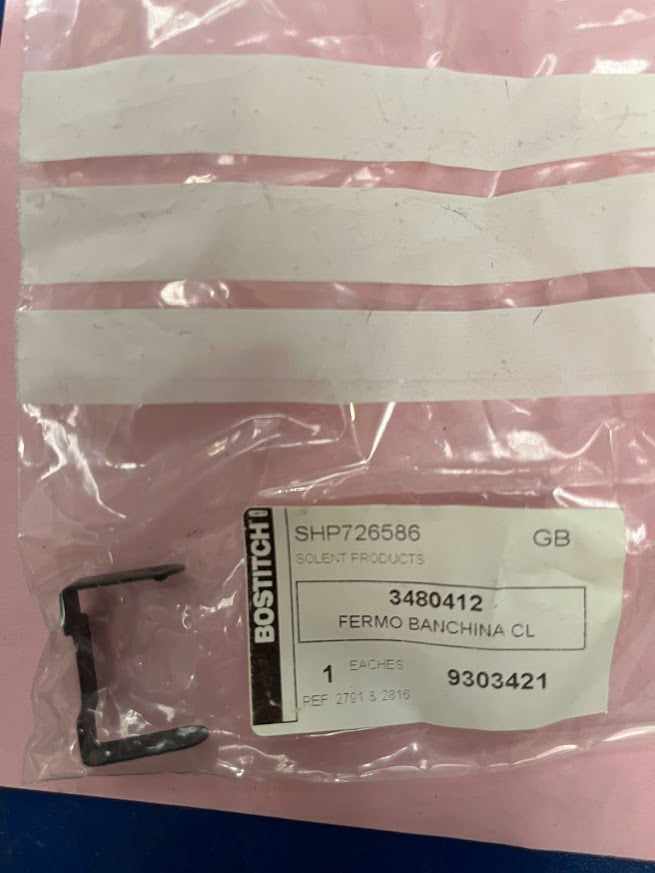 BOSTITCH
SHP726586 GB
SOLENT PRODUCTS
3480412
FERMO BANCHINA CL
1 EACHES 9303421
REF 2791 & 2816